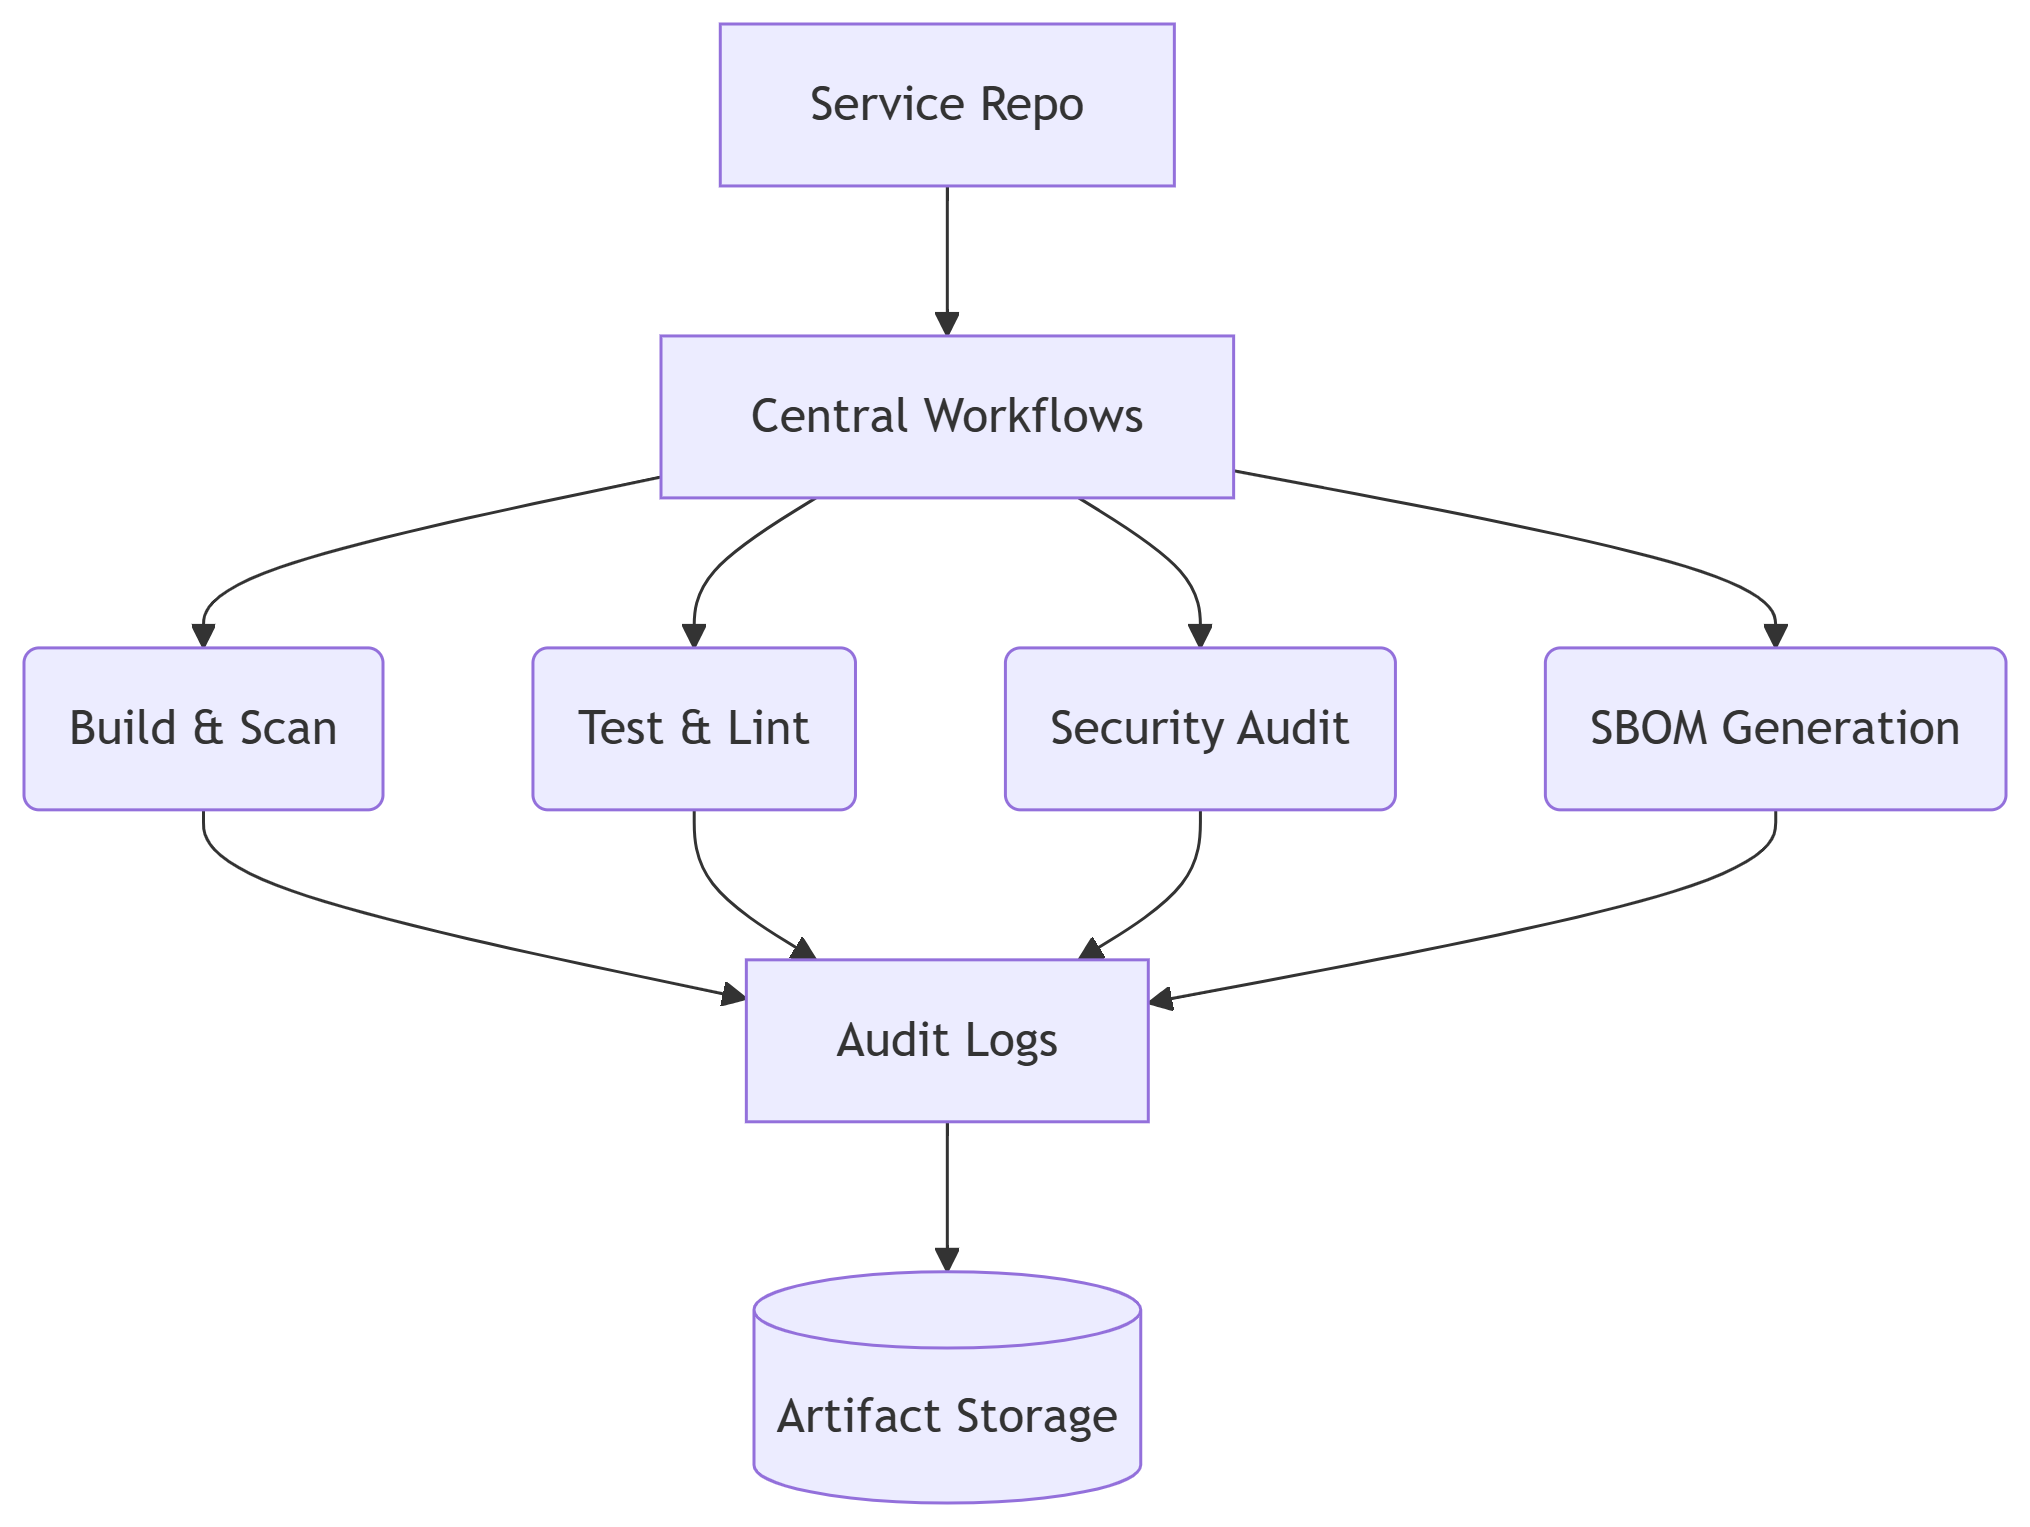 Service Repo
Central Workflows
Build & Scan
Test & Lint
Security Audit
SBOM Generation
Audit Logs
Artifact Storage